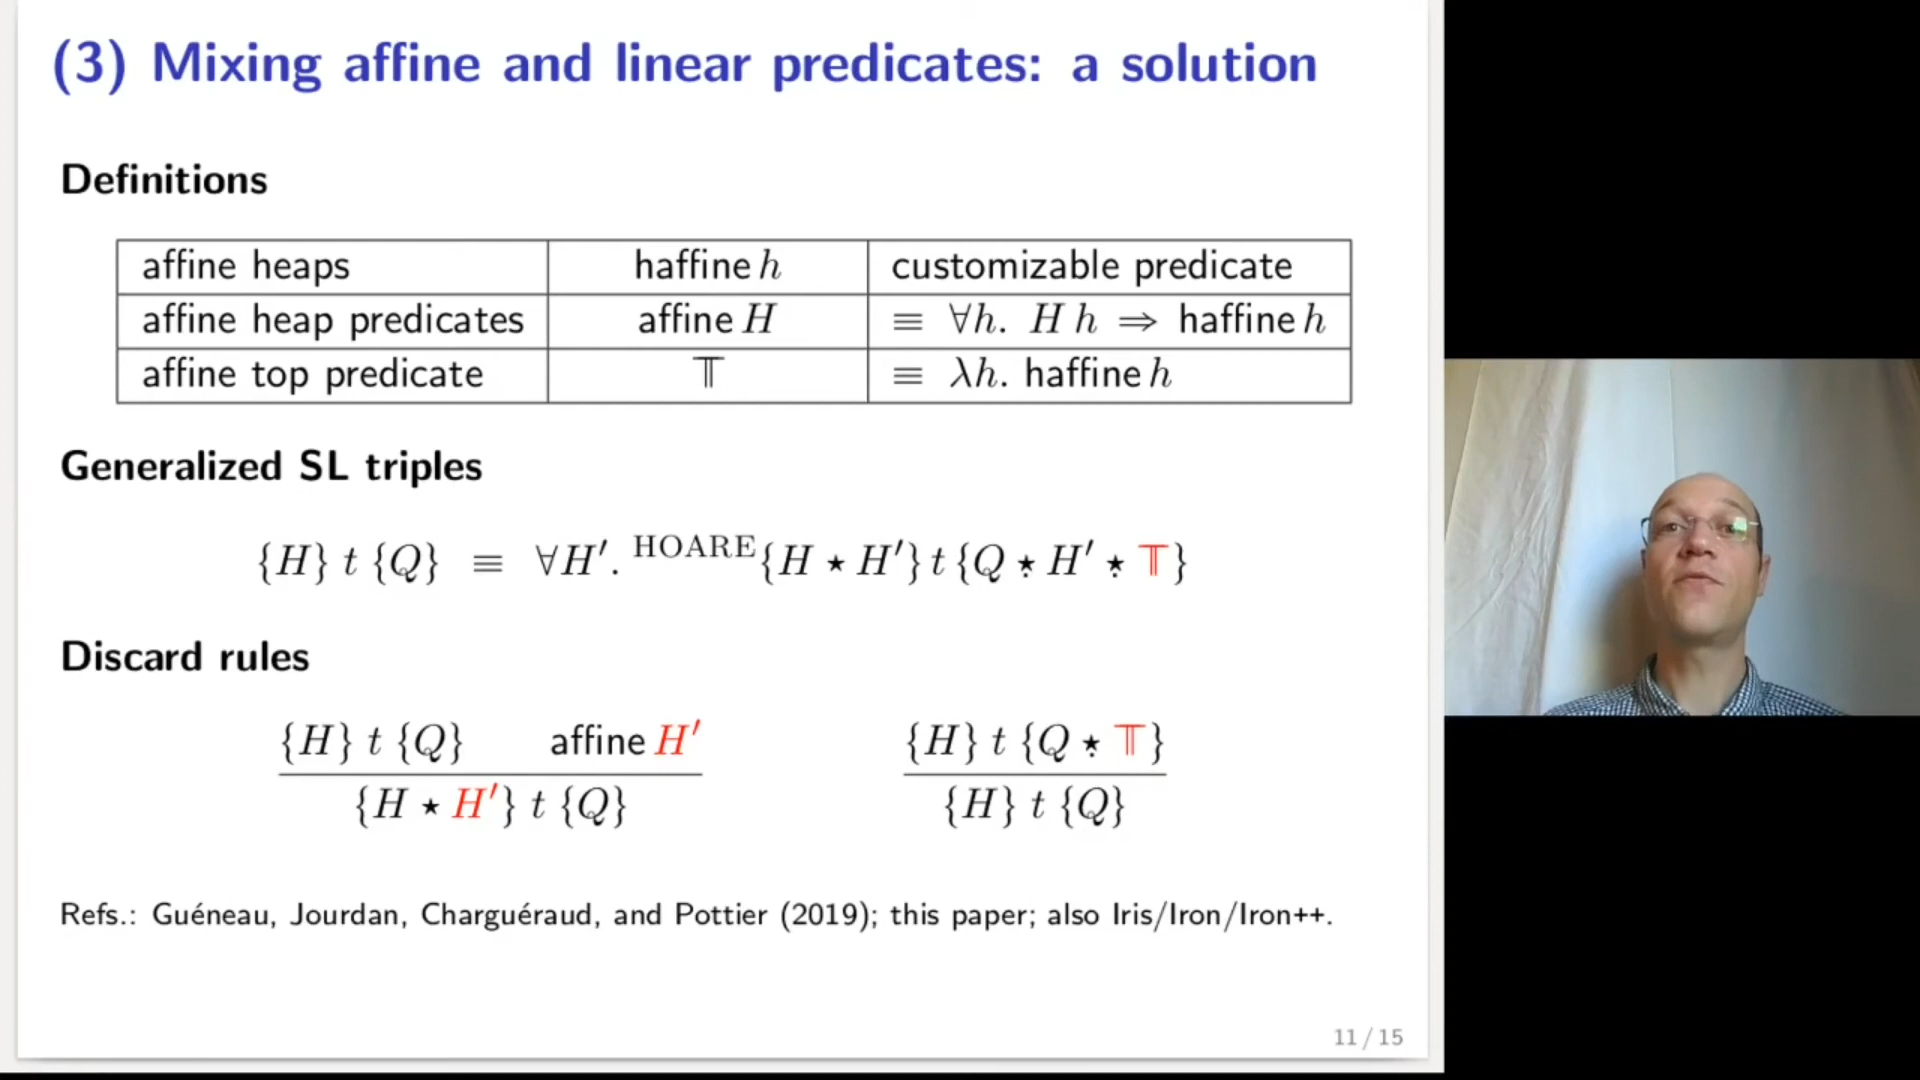 (3) Mixing affine and linear predicates: a solution
Definitions
affine heaps haffine h customizable predicate
affine heap predicates affine H ≡ ∀h. H h ⇒ haffine h
affine top predicate 𝕋 ≡ λh. haffine h
Generalized SL triples
{H} t {Q} ≡ ∀H′. HOARE{H ⋆ H′} t {Q ⋆̣ H′ ⋆̣ 𝕋}
Discard rules
{H} t {Q} affine H′
{H ⋆ H′} t {Q}
{H} t {Q ⋆̣ 𝕋}
{H} t {Q}
Refs.: Guéneau, Jourdan, Charguéraud, and Pottier (2019); this paper; also Iris/Iron/Iron++.
11 / 15